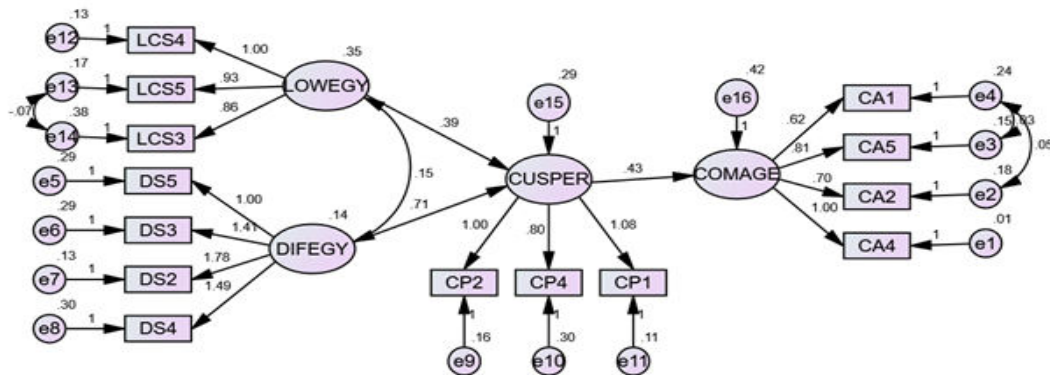 .13
e12
1
LCS4
1.00
.17
e13
1
LCS5
.93
-.07
.38
e14
1
LCS3
.86
.35
LOWEGY
.29
e5
1
DS5
1.00
.29
e6
1
DS3
1.41
.13
e7
1
DS2
1.78
.30
e8
1
DS4
1.49
.14
DIFEGY
.15
.39
.71
.29
e15
1
CUSPER
.43
1.00
.80
1.08
CP2
CP4
CP1
1
1
1
.16
.30
.11
e9
e10
e11
.42
e16
1
COMAGE
.62
.81
.70
1.00
CA1
1
e4
.24
CA5
1
e3
.15
.03
CA2
1
e2
.18
.05
CA4
1
e1
.01